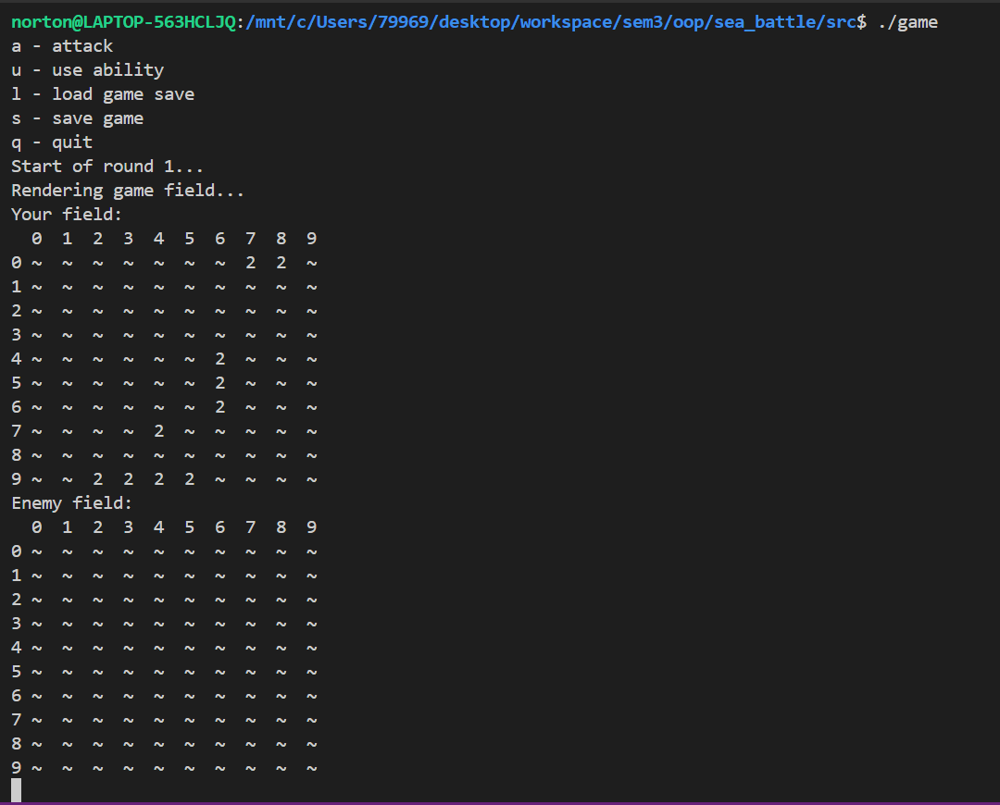 norton@LAPTOP-563HCLJQ:/mnt/c/Users/79969/desktop/workspace/sem3/oop/sea_battle/src$ ./game
a - attack
u - use ability
l - load game save
s - save game
q - quit
Start of round 1...
Rendering game field...
Your field:
  0  1  2  3  4  5  6  7  8  9
0 ~  ~  ~  ~  ~  ~  ~  2  2  ~
1 ~  ~  ~  ~  ~  ~  ~  ~  ~  ~
2 ~  ~  ~  ~  ~  ~  ~  ~  ~  ~
3 ~  ~  ~  ~  ~  ~  ~  ~  ~  ~
4 ~  ~  ~  ~  ~  ~  2  ~  ~  ~
5 ~  ~  ~  ~  ~  ~  2  ~  ~  ~
6 ~  ~  ~  ~  ~  ~  2  ~  ~  ~
7 ~  ~  ~  ~  2  ~  ~  ~  ~  ~
8 ~  ~  ~  ~  ~  ~  ~  ~  ~  ~
9 ~  ~  2  2  2  2  ~  ~  ~  ~
Enemy field:
  0  1  2  3  4  5  6  7  8  9
0 ~  ~  ~  ~  ~  ~  ~  ~  ~  ~
1 ~  ~  ~  ~  ~  ~  ~  ~  ~  ~
2 ~  ~  ~  ~  ~  ~  ~  ~  ~  ~
3 ~  ~  ~  ~  ~  ~  ~  ~  ~  ~
4 ~  ~  ~  ~  ~  ~  ~  ~  ~  ~
5 ~  ~  ~  ~  ~  ~  ~  ~  ~  ~
6 ~  ~  ~  ~  ~  ~  ~  ~  ~  ~
7 ~  ~  ~  ~  ~  ~  ~  ~  ~  ~
8 ~  ~  ~  ~  ~  ~  ~  ~  ~  ~
9 ~  ~  ~  ~  ~  ~  ~  ~  ~  ~